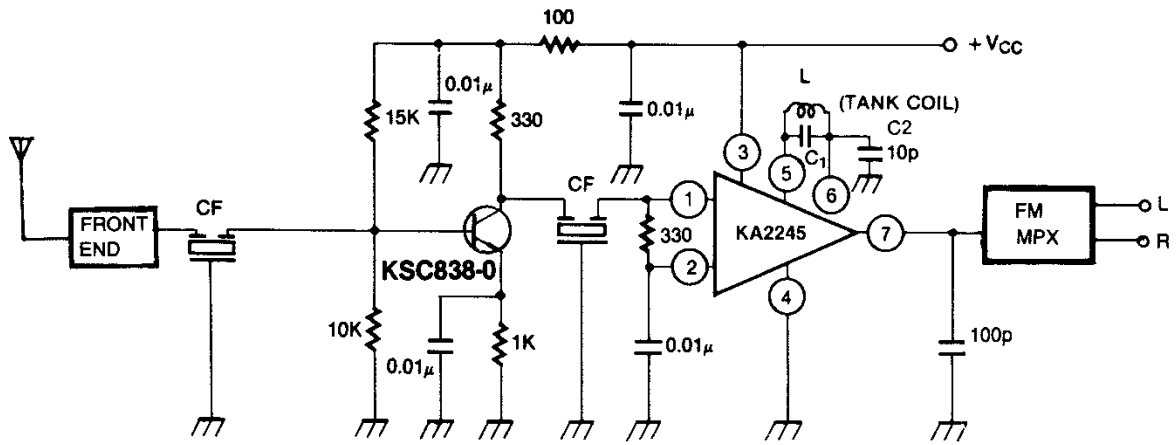 100
+ VCC
0.01μ
0.01μ
L
(TANK COIL)
15K
330
C2
10p
C1
3
5
6
CF
CF
1
FRONT
END
330
KA2245
7
FM
MPX
L
R
KSC838-0
2
4
10K
0.01μ
1K
0.01μ
100p